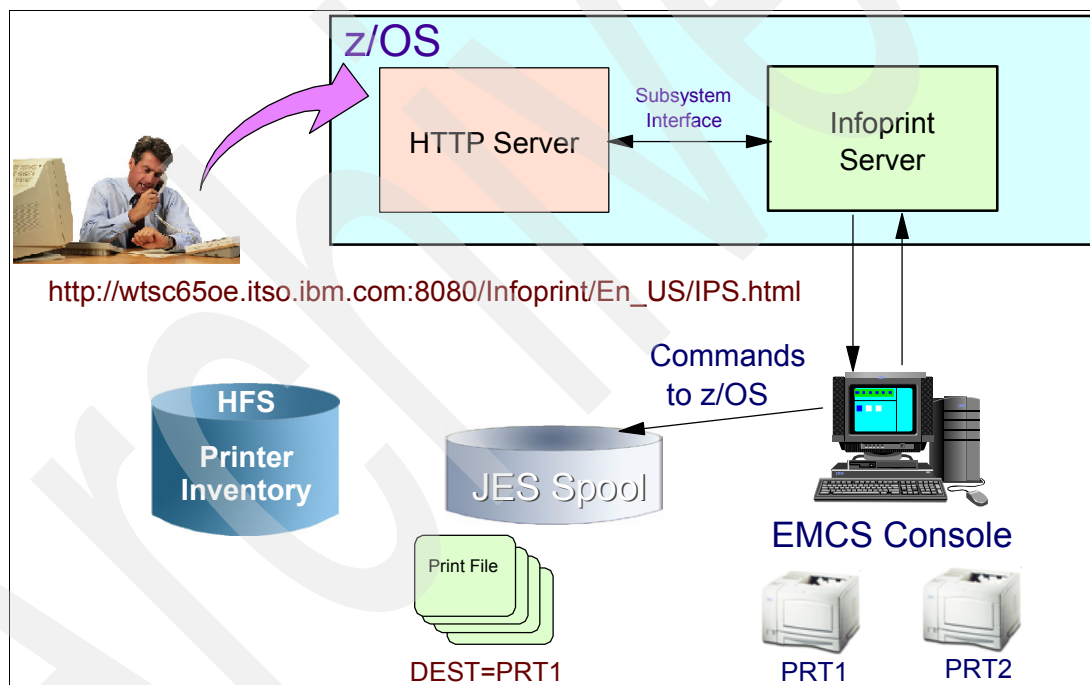 z/OS
HTTP Server
Subsystem
Interface
Infoprint
Server
http://wtsc65oe.itso.ibm.com:8080/Infoprint/En_US/IPS.html
Commands
to z/OS
HFS
Printer
Inventory
JES Spool
EMCS Console
Print File
DEST=PRT1
PRT1
PRT2